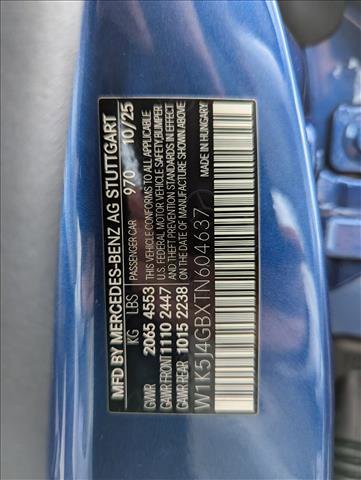 MFD BY MERCEDES-BENZ AG STUTTGART
PASSENGER CAR 970 10/25
KG LBS
GVWR 2065 4553
GAWR FRONT 1110 2447
GAWR REAR 1015 2238
THIS VEHICLE CONFORMS TO ALL APPLICABLE
U.S. FEDERAL MOTOR VEHICLE SAFETY, BUMPER,
AND THEFT PREVENTION STANDARDS IN EFFECT
ON THE DATE OF MANUFACTURE SHOWN ABOVE.
MADE IN HUNGARY
W1K5J4GBXTN604637